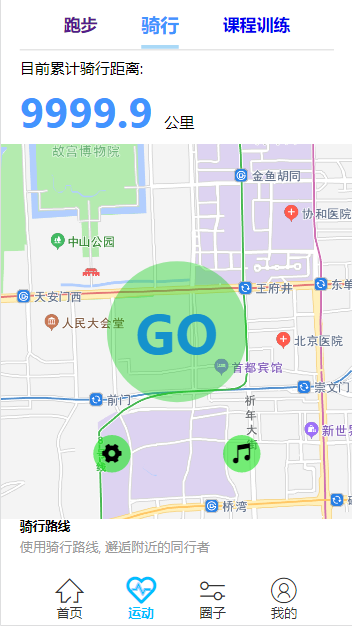 跑步 骑行 课程训练
目前累计骑行距离:
9999.9 公里
故宫博物院
金鱼胡同
协和医院
中山公园
天安门西
王府井
东单
人民大会堂
GO
北京医院
首都宾馆
崇文门
前门
祈年大街
新世界
8号线
桥湾
骑行路线
使用骑行路线, 邂逅附近的同行者
首页 运动 圈子 我的